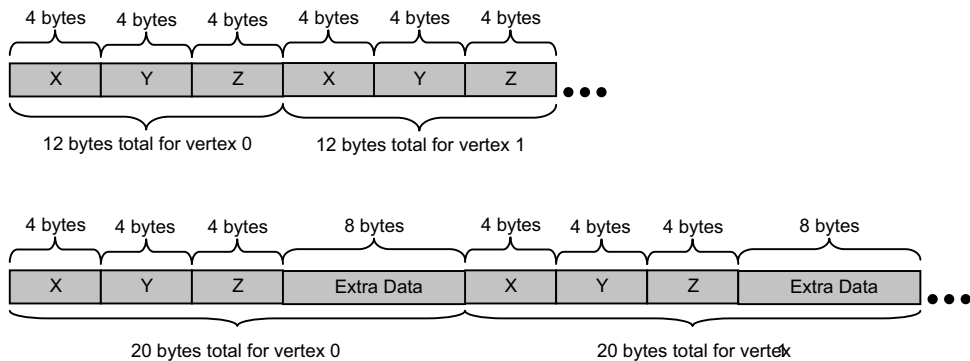 4 bytes 4 bytes 4 bytes 4 bytes 4 bytes 4 bytes
X Y Z X Y Z
12 bytes total for vertex 0 12 bytes total for vertex 1
4 bytes 4 bytes 4 bytes 8 bytes 4 bytes 4 bytes 4 bytes 8 bytes
X Y Z Extra Data X Y Z Extra Data
20 bytes total for vertex 0 20 bytes total for vertex 1